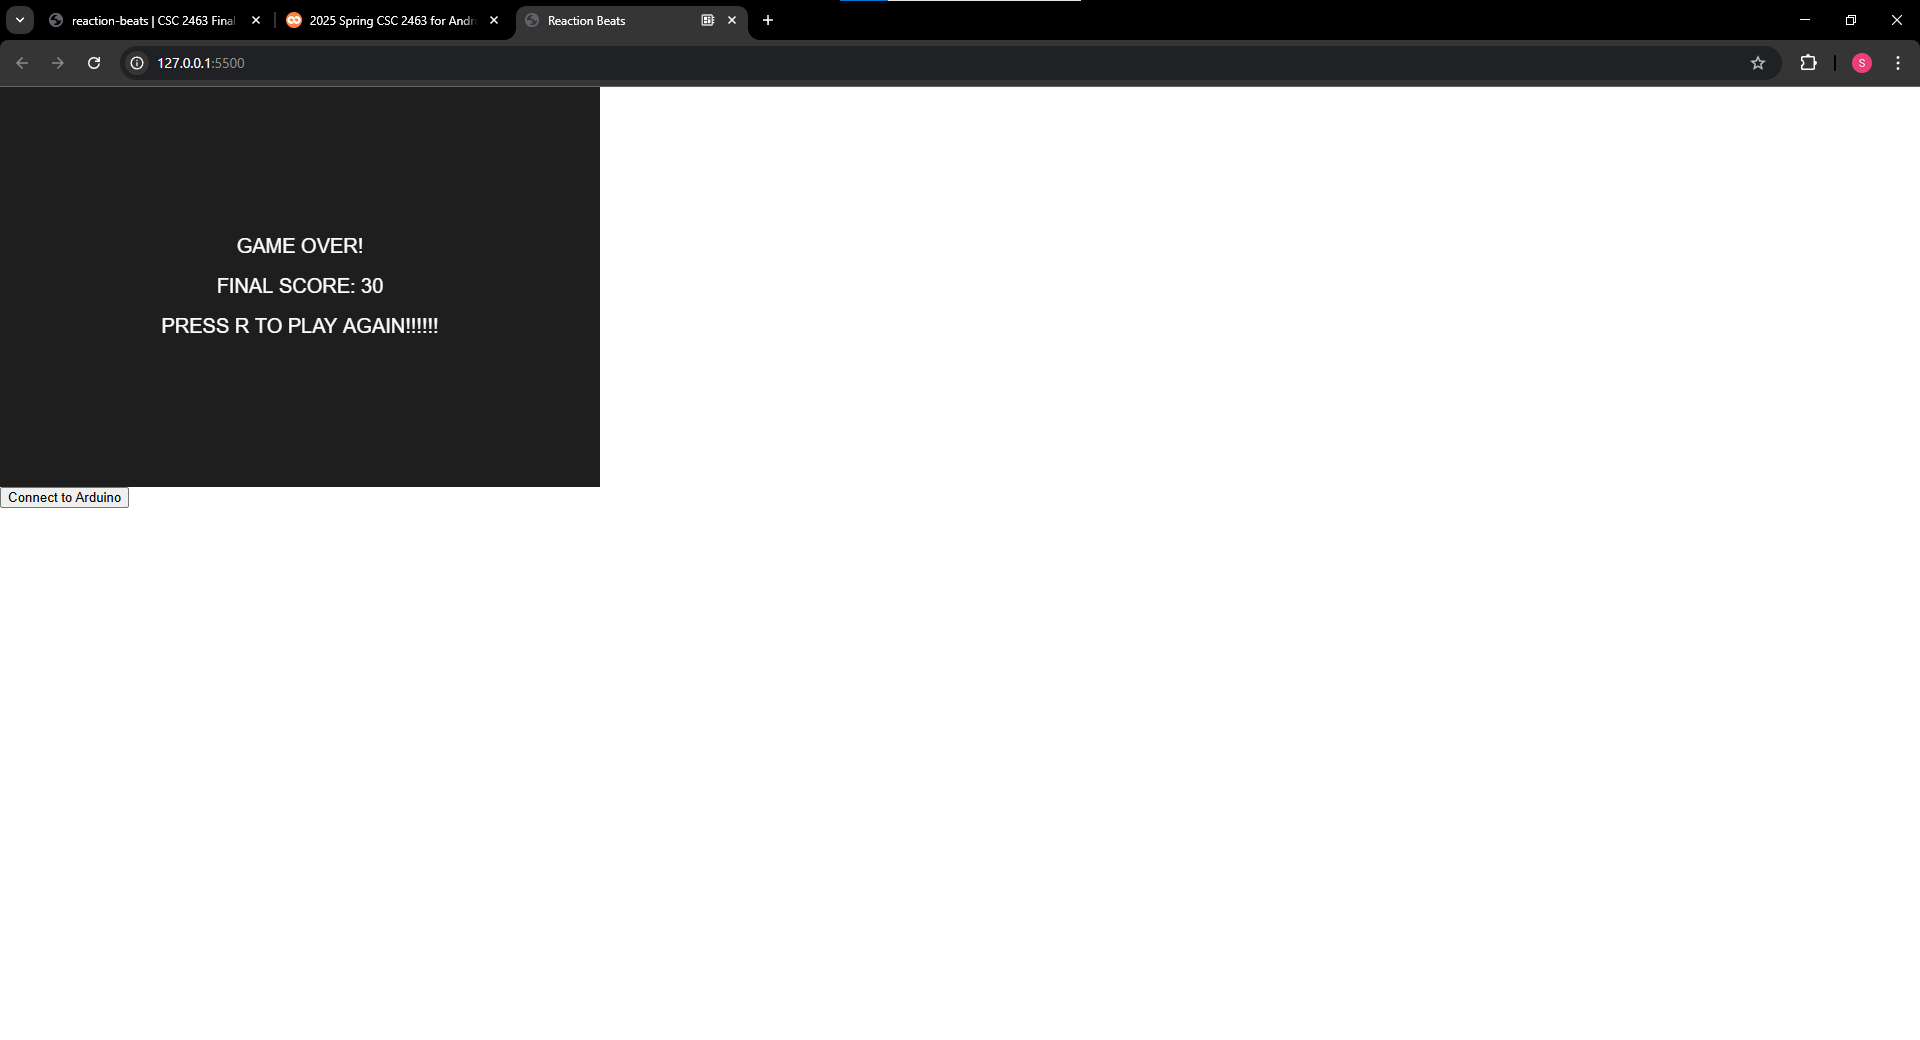 reaction-beats | CSC 2463 Final
2025 Spring CSC 2463 for Andre
Reaction Beats
127.0.0.1:5500
S
GAME OVER!
FINAL SCORE: 30
PRESS R TO PLAY AGAIN!!!!!!
Connect to Arduino